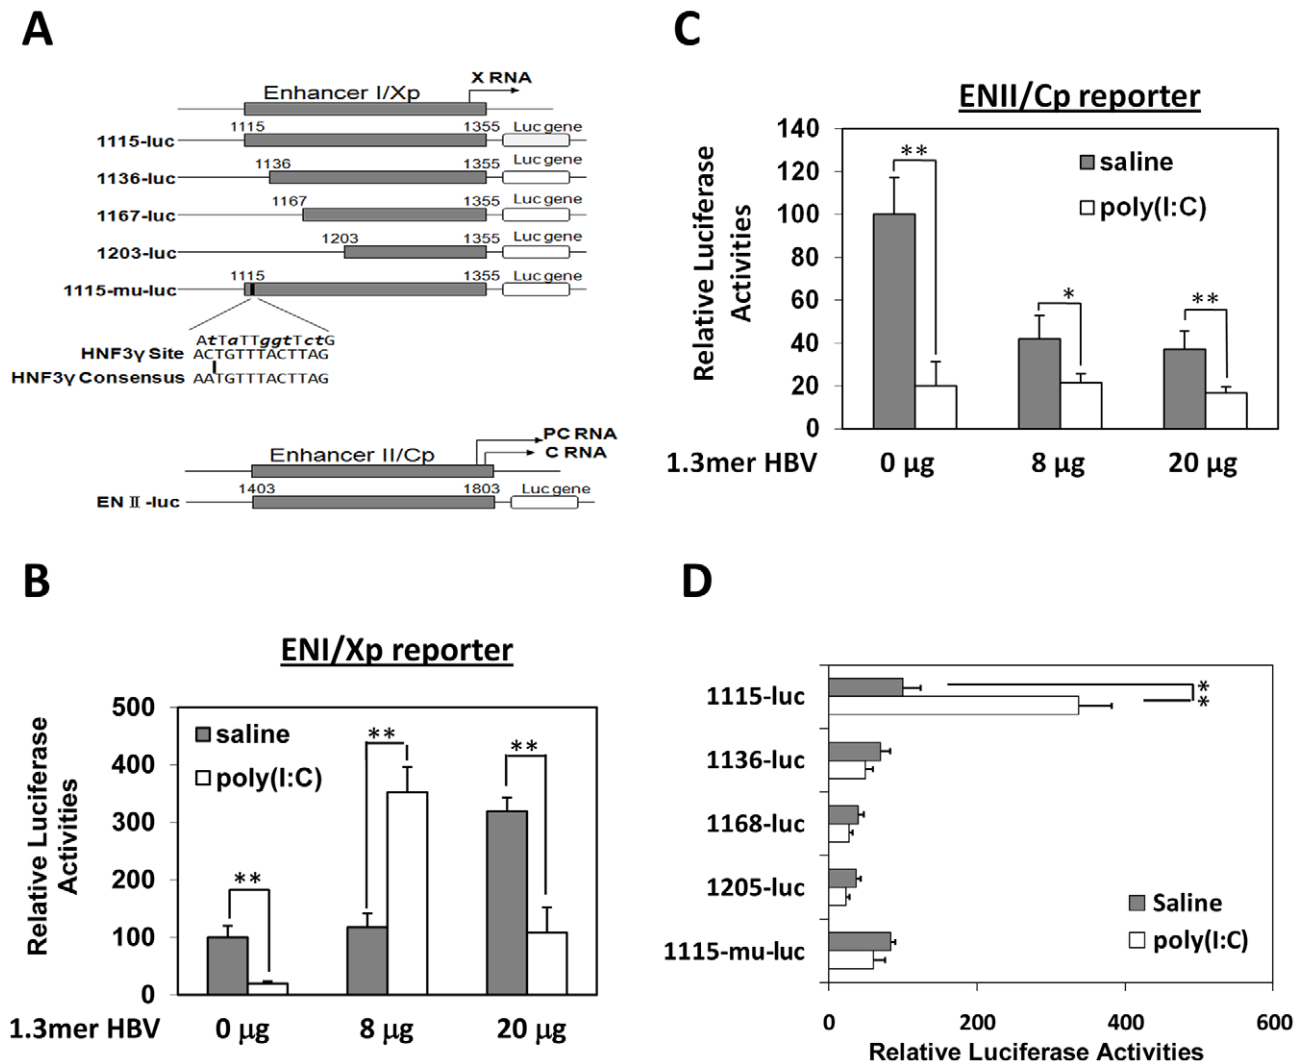 A
X RNA
Enhancer I/Xp
1115 1355 Luc gene
1115-luc
1136 1355 Luc gene
1136-luc
1167 1355 Luc gene
1167-luc
1203 1355 Luc gene
1203-luc
1115 1355 Luc gene
1115-mu-luc
AtTaTTggtTctG
HNF3γ Site ACTGTTTACTTAG
HNF3γ Consensus AATGTTTACTTAG
PC RNA
C RNA
Enhancer II/Cp
1403 1803 Luc gene
EN Ⅱ-luc
B
ENI/Xp reporter
Relative Luciferase
Activities
500
400
300
200
100
0
saline
poly(I:C)
**
**
**
1.3mer HBV 0 μg 8 μg 20 μg
C
ENII/Cp reporter
Relative Luciferase
Activities
140
120
100
80
60
40
20
0
saline
poly(I:C)
**
*
**
1.3mer HBV 0 μg 8 μg 20 μg
D
1115-luc
1136-luc
1168-luc
1205-luc
1115-mu-luc
**
Saline
poly(I:C)
0 200 400 600
Relative Luciferase Activities